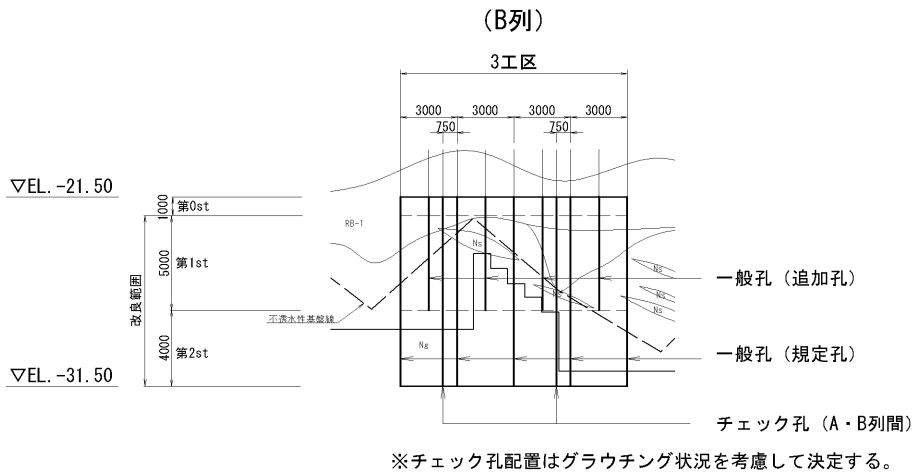 (B列)
3工区
3000 3000 3000 3000
750 750
▽EL.-21.50
1000 第0st
RB-1
Ns
5000 第1st
Ns
Ns
Ns
Ns
一般孔(追加孔)
改良範囲
不透水性基盤線
4000 第2st
Ng
一般孔(規定孔)
▽EL.-31.50
チェック孔(A・B列間)
※チェック孔配置はグラウチング状況を考慮して決定する。